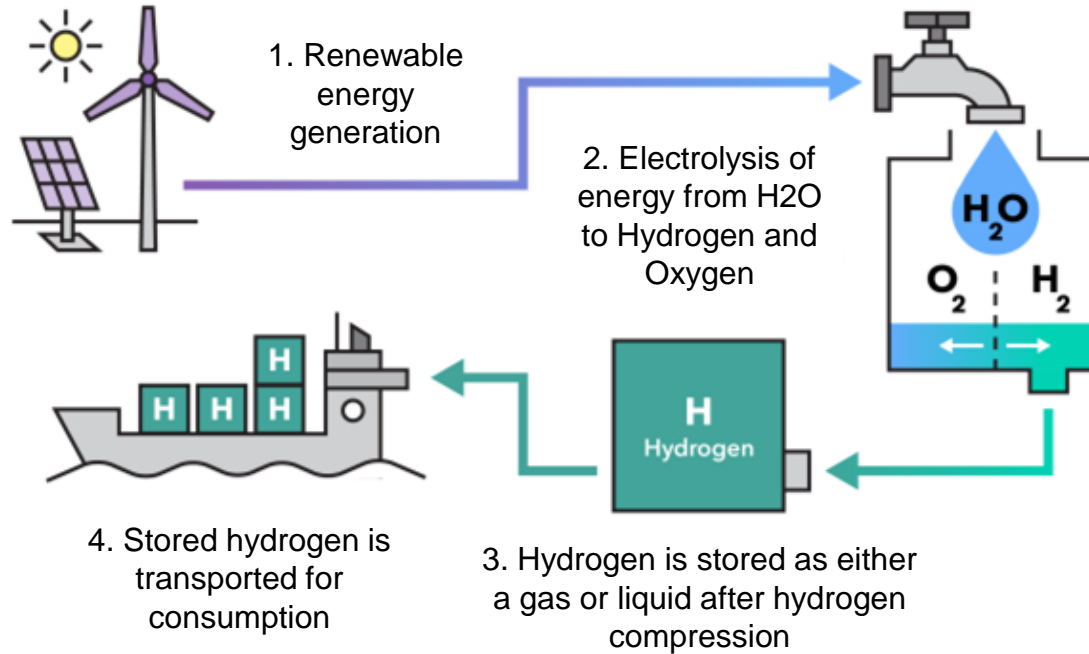 1. Renewable
energy
generation
2. Electrolysis of
energy from H2O
to Hydrogen and
Oxygen
H₂O
O₂ H₂
H
H H H
H
Hydrogen
4. Stored hydrogen is
transported for
consumption
3. Hydrogen is stored as either
a gas or liquid after hydrogen
compression